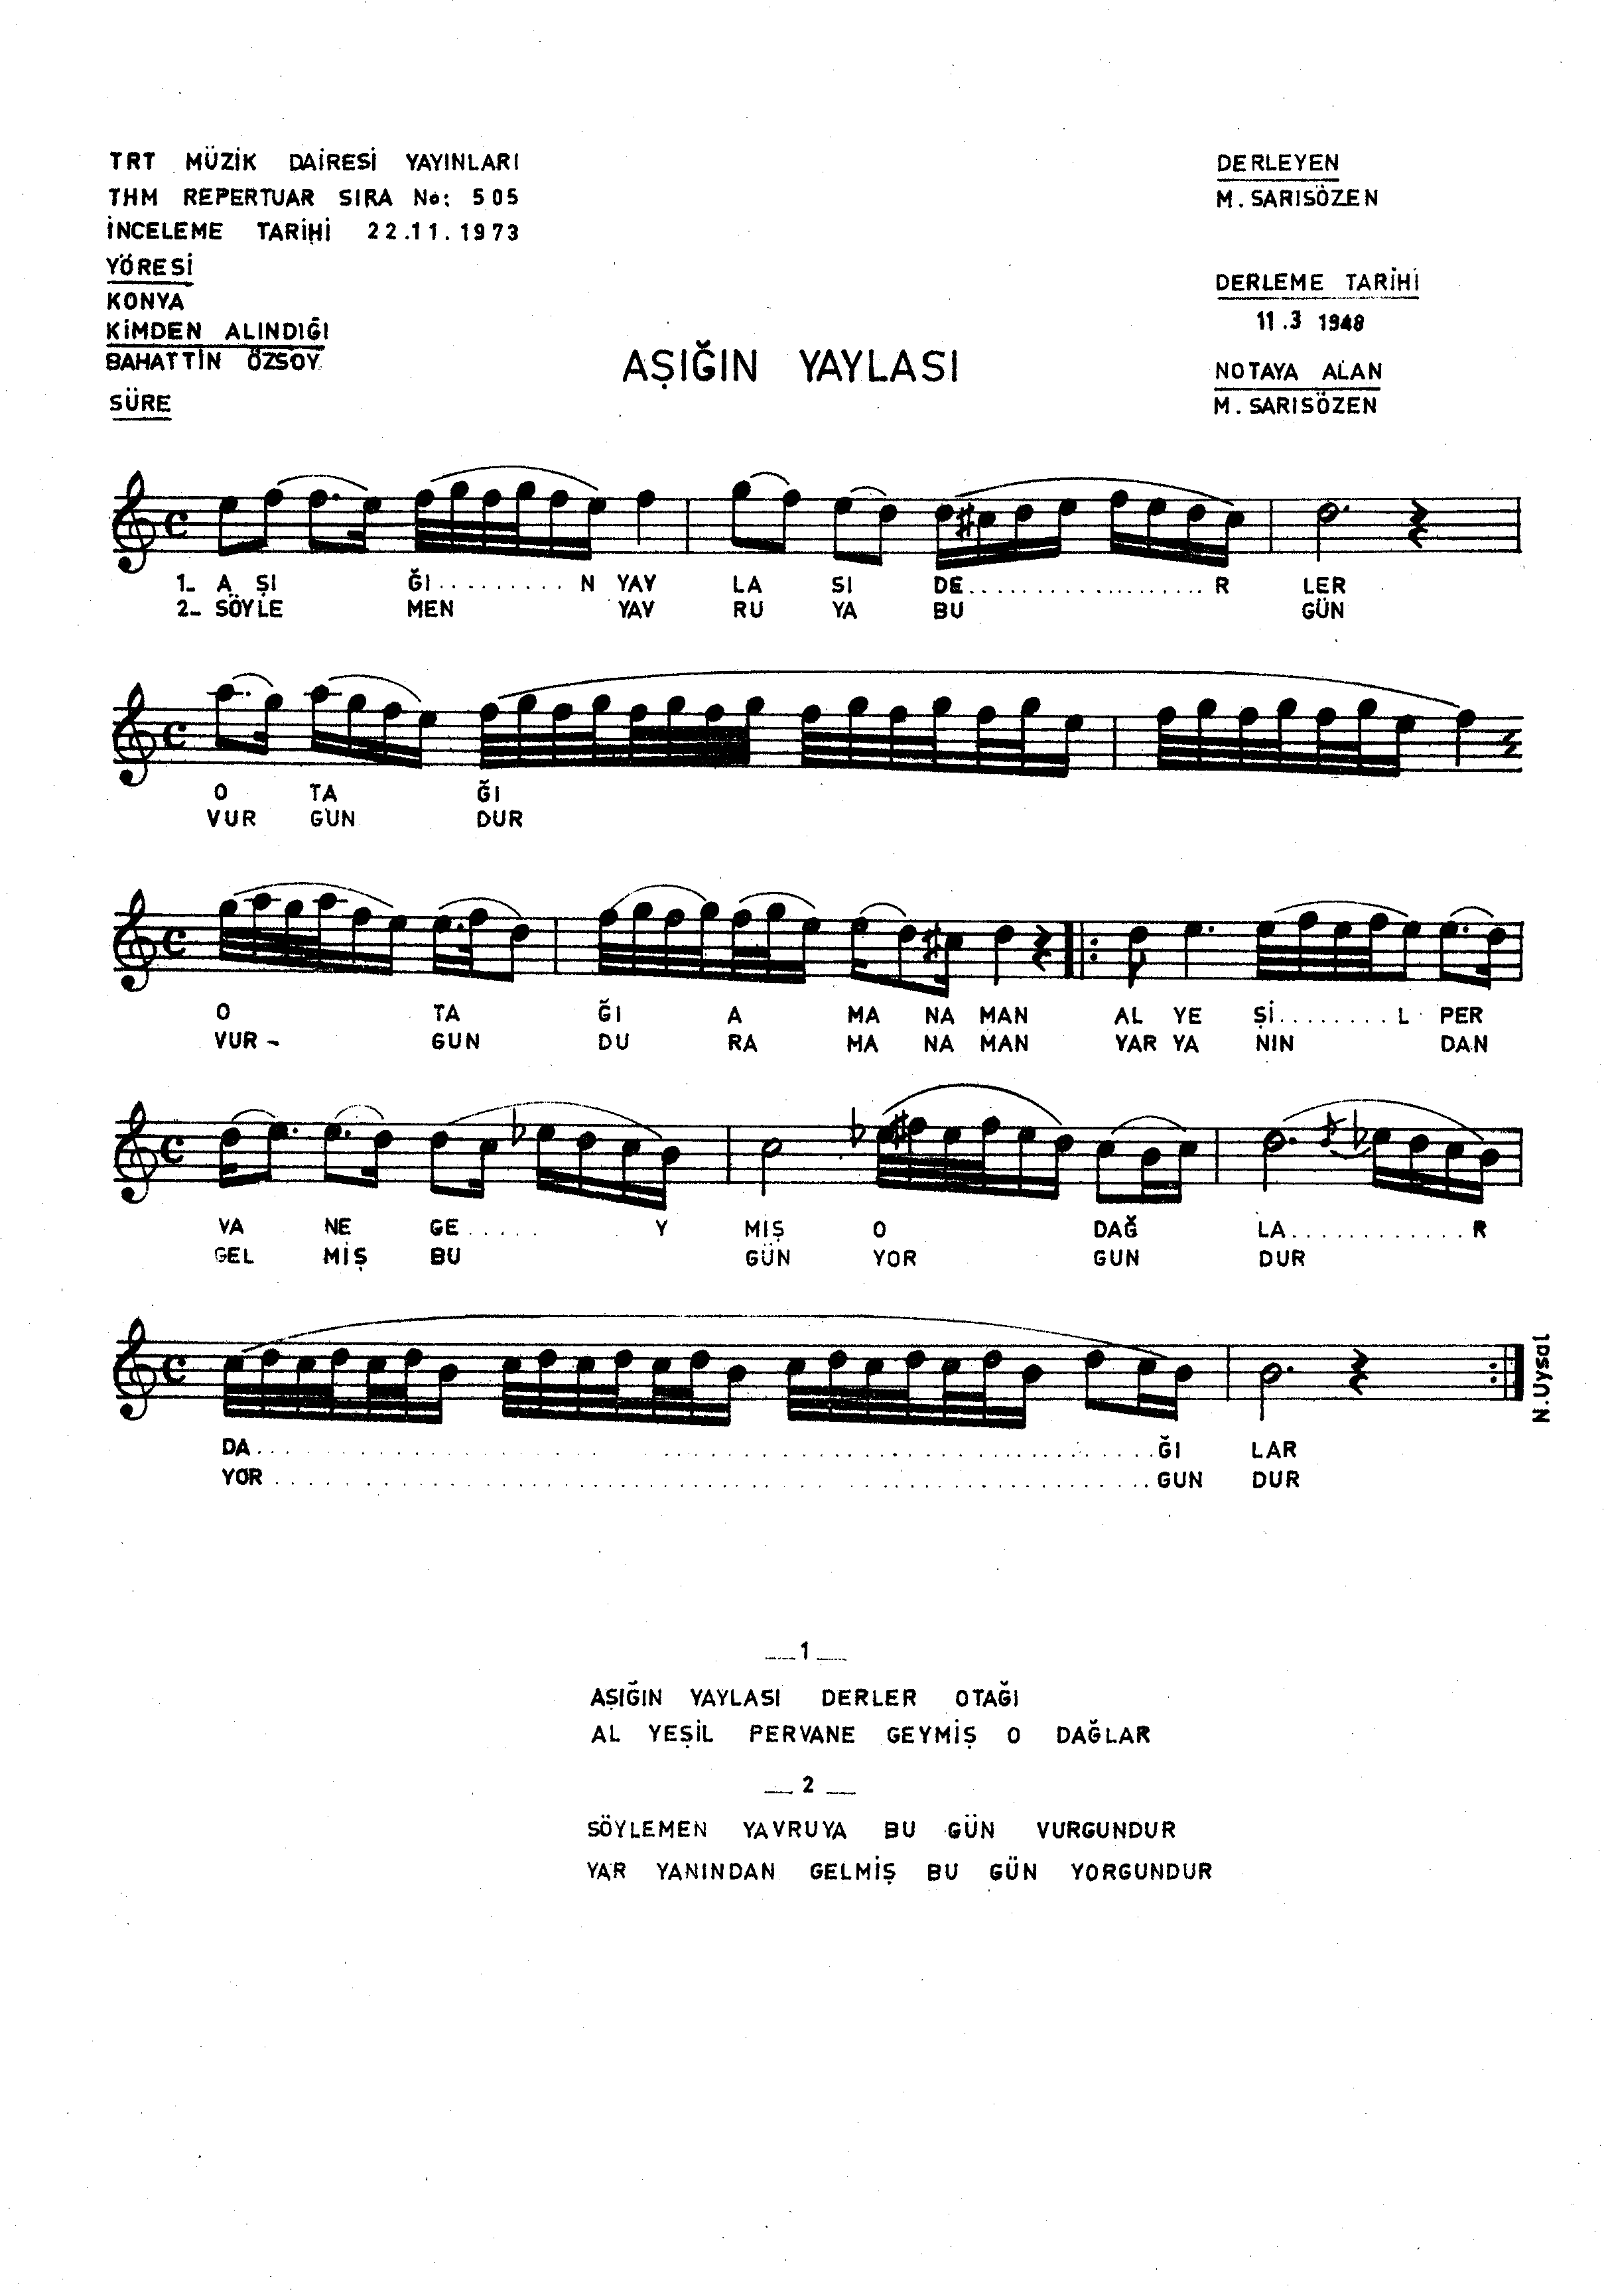 TRT MÜZİK DAİRESİ YAYINLARI
THM REPERTUAR SIRA No: 505
İNCELEME TARİHİ 22.11.1973
YÖRESİ
KONYA
KİMDEN ALINDIĞI
BAHATTİN ÖZSOY
SÜRE
DERLEYEN
M. SARISÖZEN
DERLEME TARİHİ
11.3 1948
NOTAYA ALAN
M. SARISÖZEN
AŞIĞIN YAYLASI
1- A ŞI ĞI......... N YAY LA SI DE.................. R LER
2- SÖYLE MEN YAV RU YA BU GÜN
O TA ĞI
VUR GUN DUR
O TA ĞI A MA NA MAN AL YE Şİ........ L PER
VUR - GUN DU RA MA NA MAN YAR YA NIN DAN
VA NE GE..... Y MIŞ O DAĞ LA............ R
GEL MİŞ BU GÜN YOR GUN DUR
DA.................................................. ĞI LAR
YOR.................................................. GUN DUR
N.Uysal
__1__
AŞIĞIN YAYLASI DERLER OTAĞI
AL YEŞİL PERVANE GEYMİŞ O DAĞLAR
__2__
SÖYLEMEN YAVRUYA BU GÜN VURGUNDUR
YAR YANINDAN GELMİŞ BU GÜN YORGUNDUR